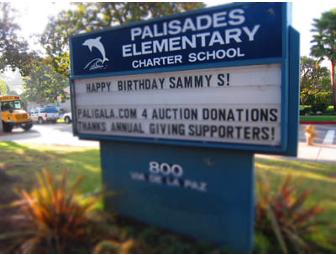 PALISADES
ELEMENTARY
CHARTER SCHOOL
HAPPY BIRTHDAY SAMMY S!
PALIGALA.COM 4 AUCTION DONATIONS
THANKS ANNUAL GIVING SUPPORTERS!
800
VIA DE LA PAZ